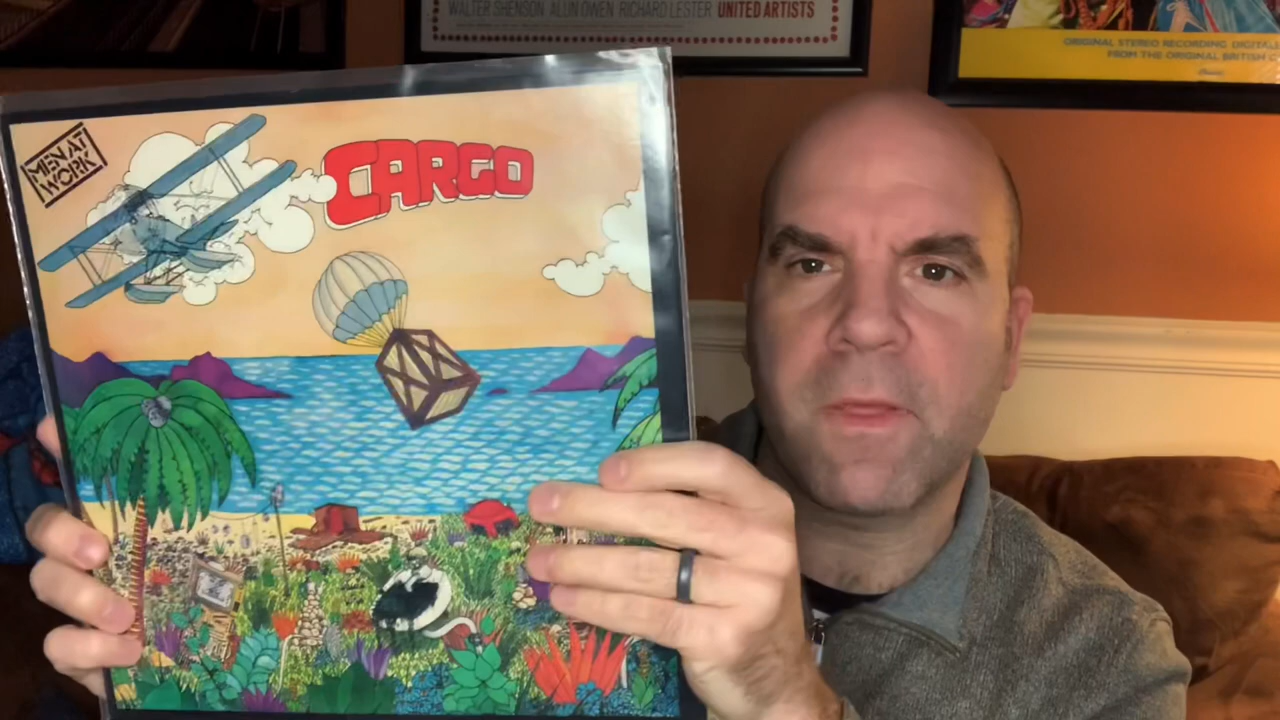 WALTER SHENSON ALUN OWEN RICHARD LESTER UNITED ARTISTS
ORIGINAL STEREO RECORDING DIGITAL
FROM THE ORIGINAL BRITISH
MEN AT
WORK
CARGO